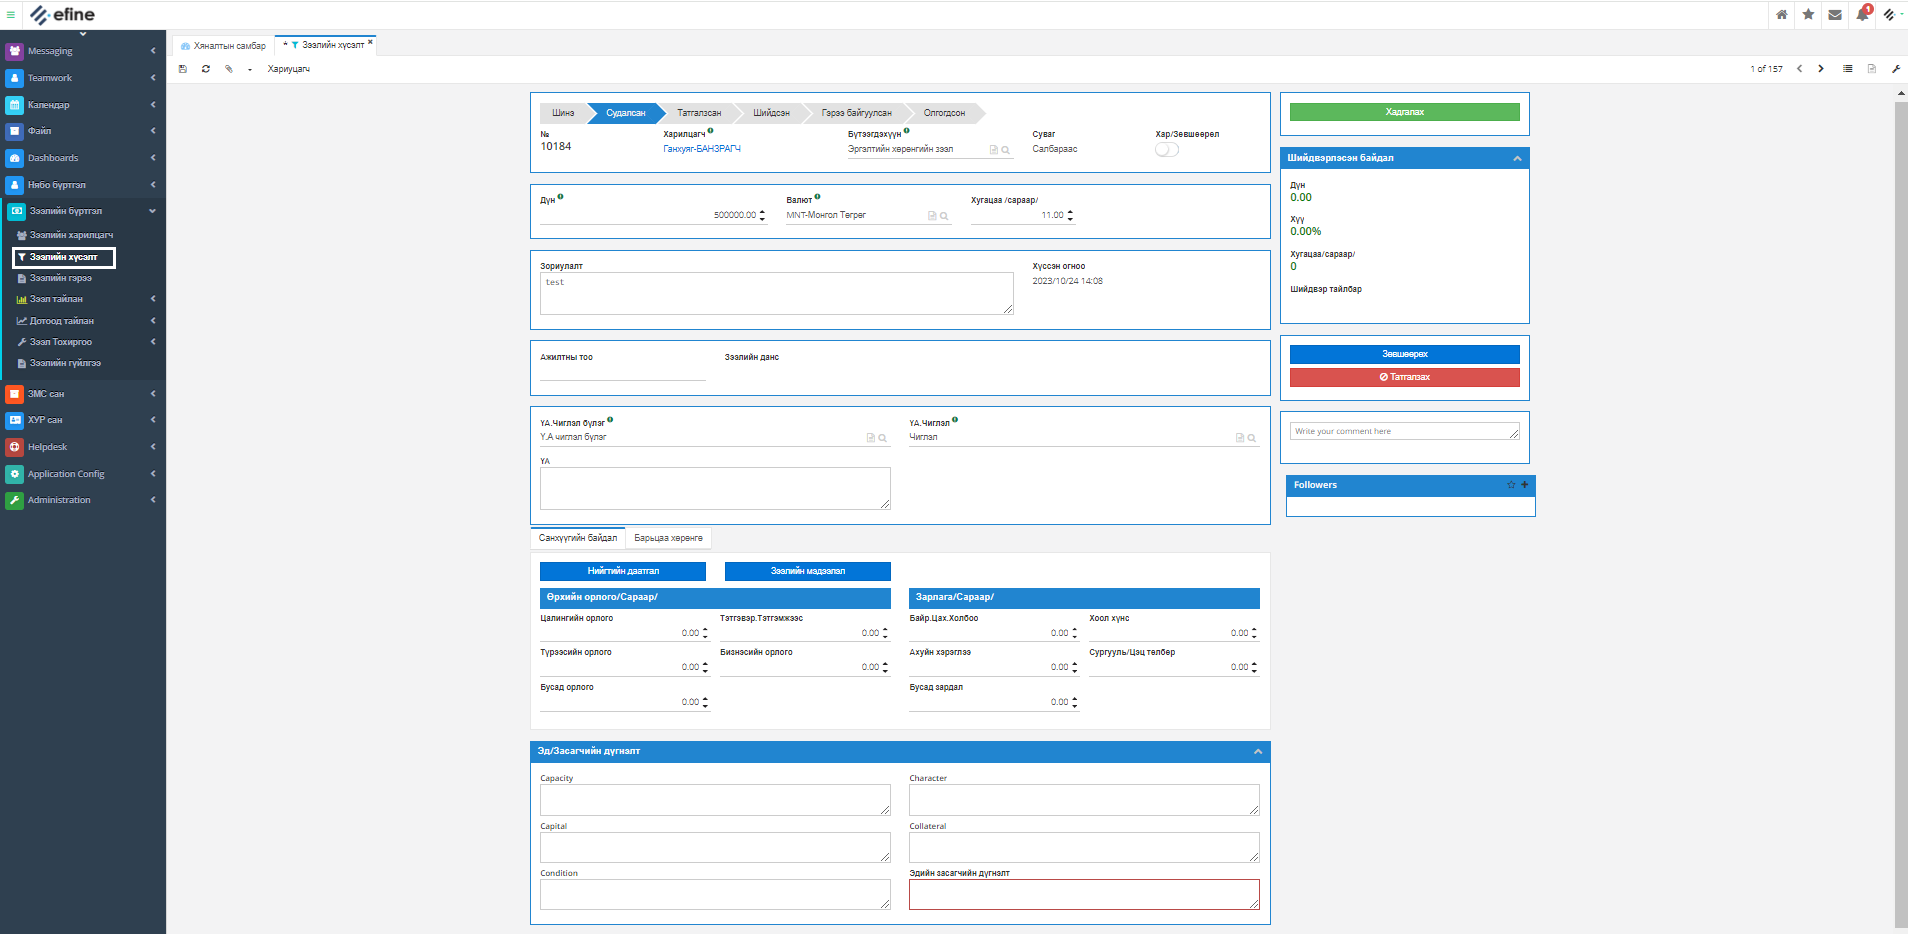 efine
1
Messaging
Teamwork
Календар
Файл
Dashboards
Нябо бүртгэл
Зээлийн бүртгэл
Зээлийн харилцагч
Зээлийн хүсэлт
Зээлийн гэрээ
Зээл тайлан
Дотоод тайлан
Зээл Тохиргоо
Зээлийн гүйлгээ
ЗМС сан
ХУР сан
Helpdesk
Application Config
Administration
Хяналтын самбар
* Зээлийн хүсэлт ×
Хариуцагч
1 of 157
Шинэ Судалсан Татгалзсан Шийдсэн Гэрээ байгуулсан Олгогдсон
№ Харилцагч Бүтээгдэхүүн Суваг Хар/Зөвшөөрөл
10184 Ганхуяг-БАНЗРАГЧ Эргэлтийн хөрөнгийн зээл Салбараас
Дүн Валют Хугацаа /сараар/
500000.00 MNT-Монгол Төгрөг 11.00
Зориулалт Хүссэн огноо
test 2023/10/24 14:08
Ажилтны тоо Зээлийн данс
ҮА.Чиглэл бүлэг ҮА.Чиглэл
Ү.А чиглэл бүлэг Чиглэл
ҮА
Санхүүгийн байдал Барьцаа хөрөнгө
Нийгтийн даатгал Зээлийн мэдээлэл
Өрхийн орлого/Сараар/ Зарлага/Сараар/
Цалингийн орлого Тэтгэвэр.Тэтгэмжээс Байр.Цах.Холбоо Хоол хүнс
0.00 0.00 0.00 0.00
Түрээсийн орлого Бизнэсийн орлого Ахуйн хэрэглээ Сургууль/Цэц төлбөр
0.00 0.00 0.00 0.00
Бусад орлого Бусад зардал
0.00 0.00
Эд/Засагчийн дүгнэлт
Capacity Character
Capital Collateral
Condition Эдийн засагчийн дүгнэлт
Хадгалах
Шийдвэрлэсэн байдал
Дүн
0.00
Хүү
0.00%
Хугацаа/сараар/
0
Шийдвэр тайлбар
Зөвшөөрөх
Татгалзах
Write your comment here
Followers